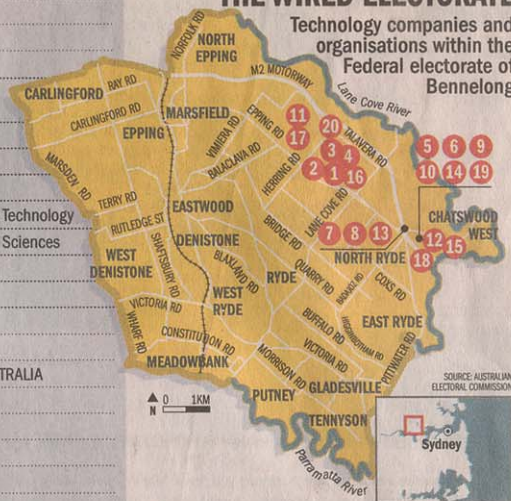 THE WIRED ELECTORATE
Technology companies and
organisations within the
Federal electorate of
Bennelong
NORFOLK RD
NORTH
EPPING
M2 MOTORWAY
Lane Cove River
CARLINGFORD
RAY RD
CARLINGFORD RD
EPPING
MARSFIELD
VIMIERA RD
EPPING RD
BALACLAVA RD
HERRING RD
TALAVERA RD
11
17
20
3
4
2
1
16
5
6
9
10
14
19
MARSDEN RD
TERRY RD
RUTLEDGE ST
EASTWOOD
DENISTONE
WEST
DENISTONE
SHAFTSBURY RD
BLAXLAND RD
BRIDGE RD
LANE COVE RD
7
8
13
NORTH RYDE
CHATSWOOD
WEST
12
15
18
Technology
Sciences
RYDE
QUARRY RD
BADAJOZ RD
COXS RD
WEST
RYDE
VICTORIA RD
WHARF RD
CONSTITUTION RD
MEADOWBANK
BUFFALO RD
HIGGINBOTHAM RD
EAST RYDE
VICTORIA RD
PITTWATER RD
MORRISON RD
GLADESVILLE
PUTNEY
TENNYSON
Parramatta River
TRALIA
N
0
1KM
SOURCE: AUSTRALIAN
ELECTORAL COMMISSION
Sydney